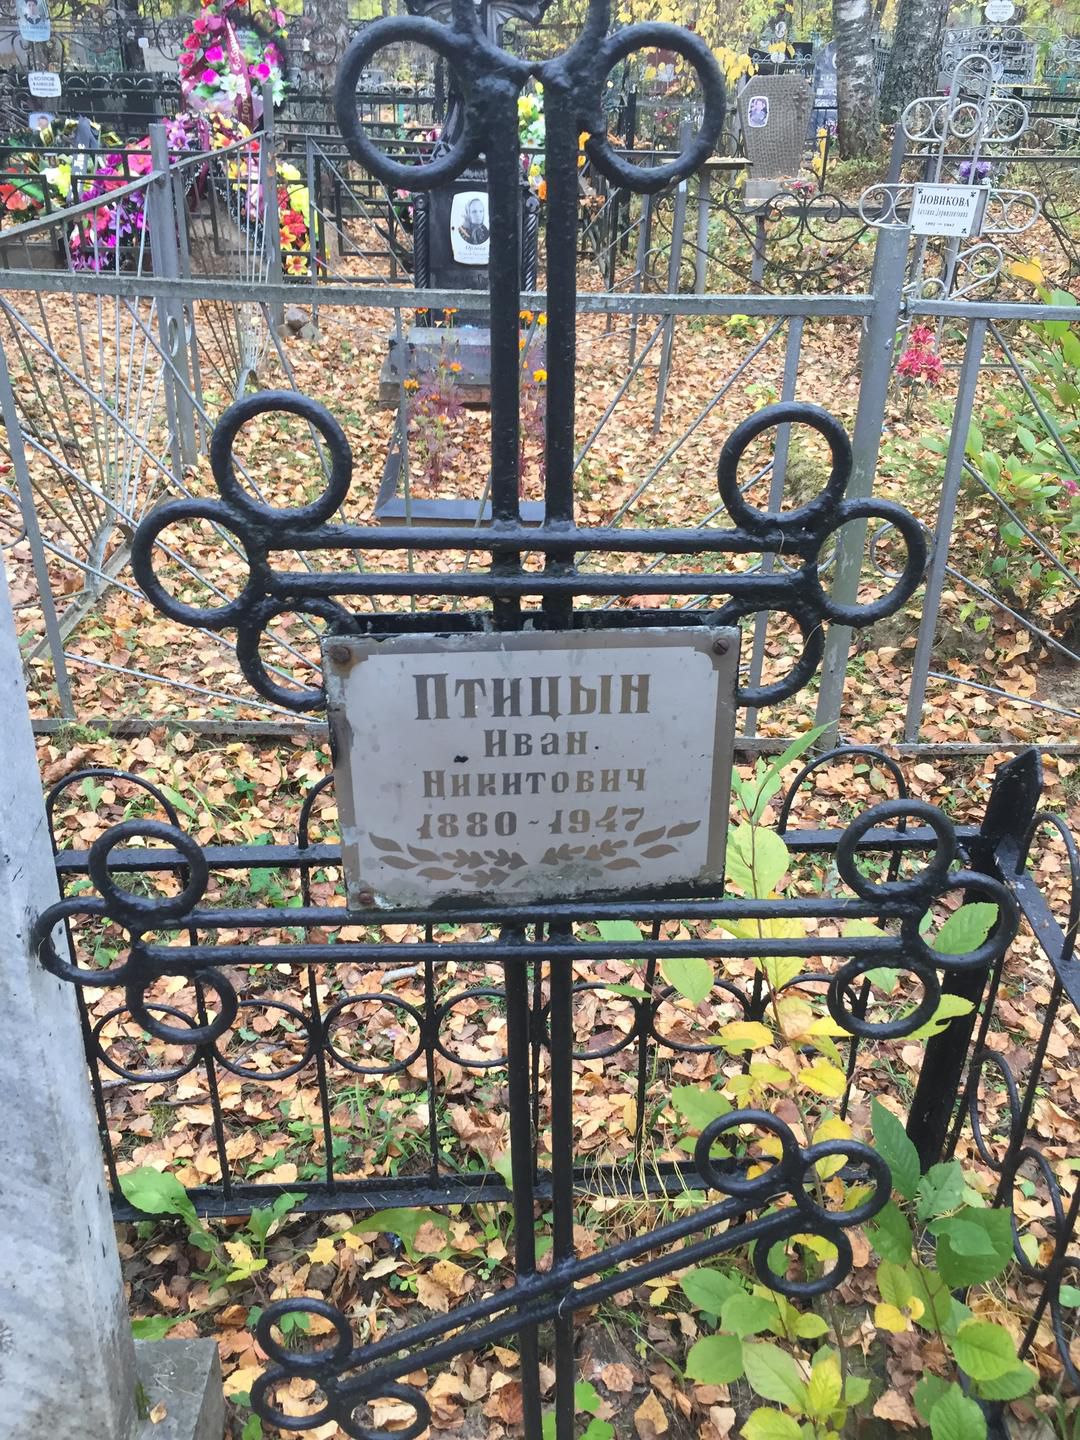 НОВИКОВА
ПТИЦЫН
ИВАН
НИКИТОВИЧ
1880 - 1947